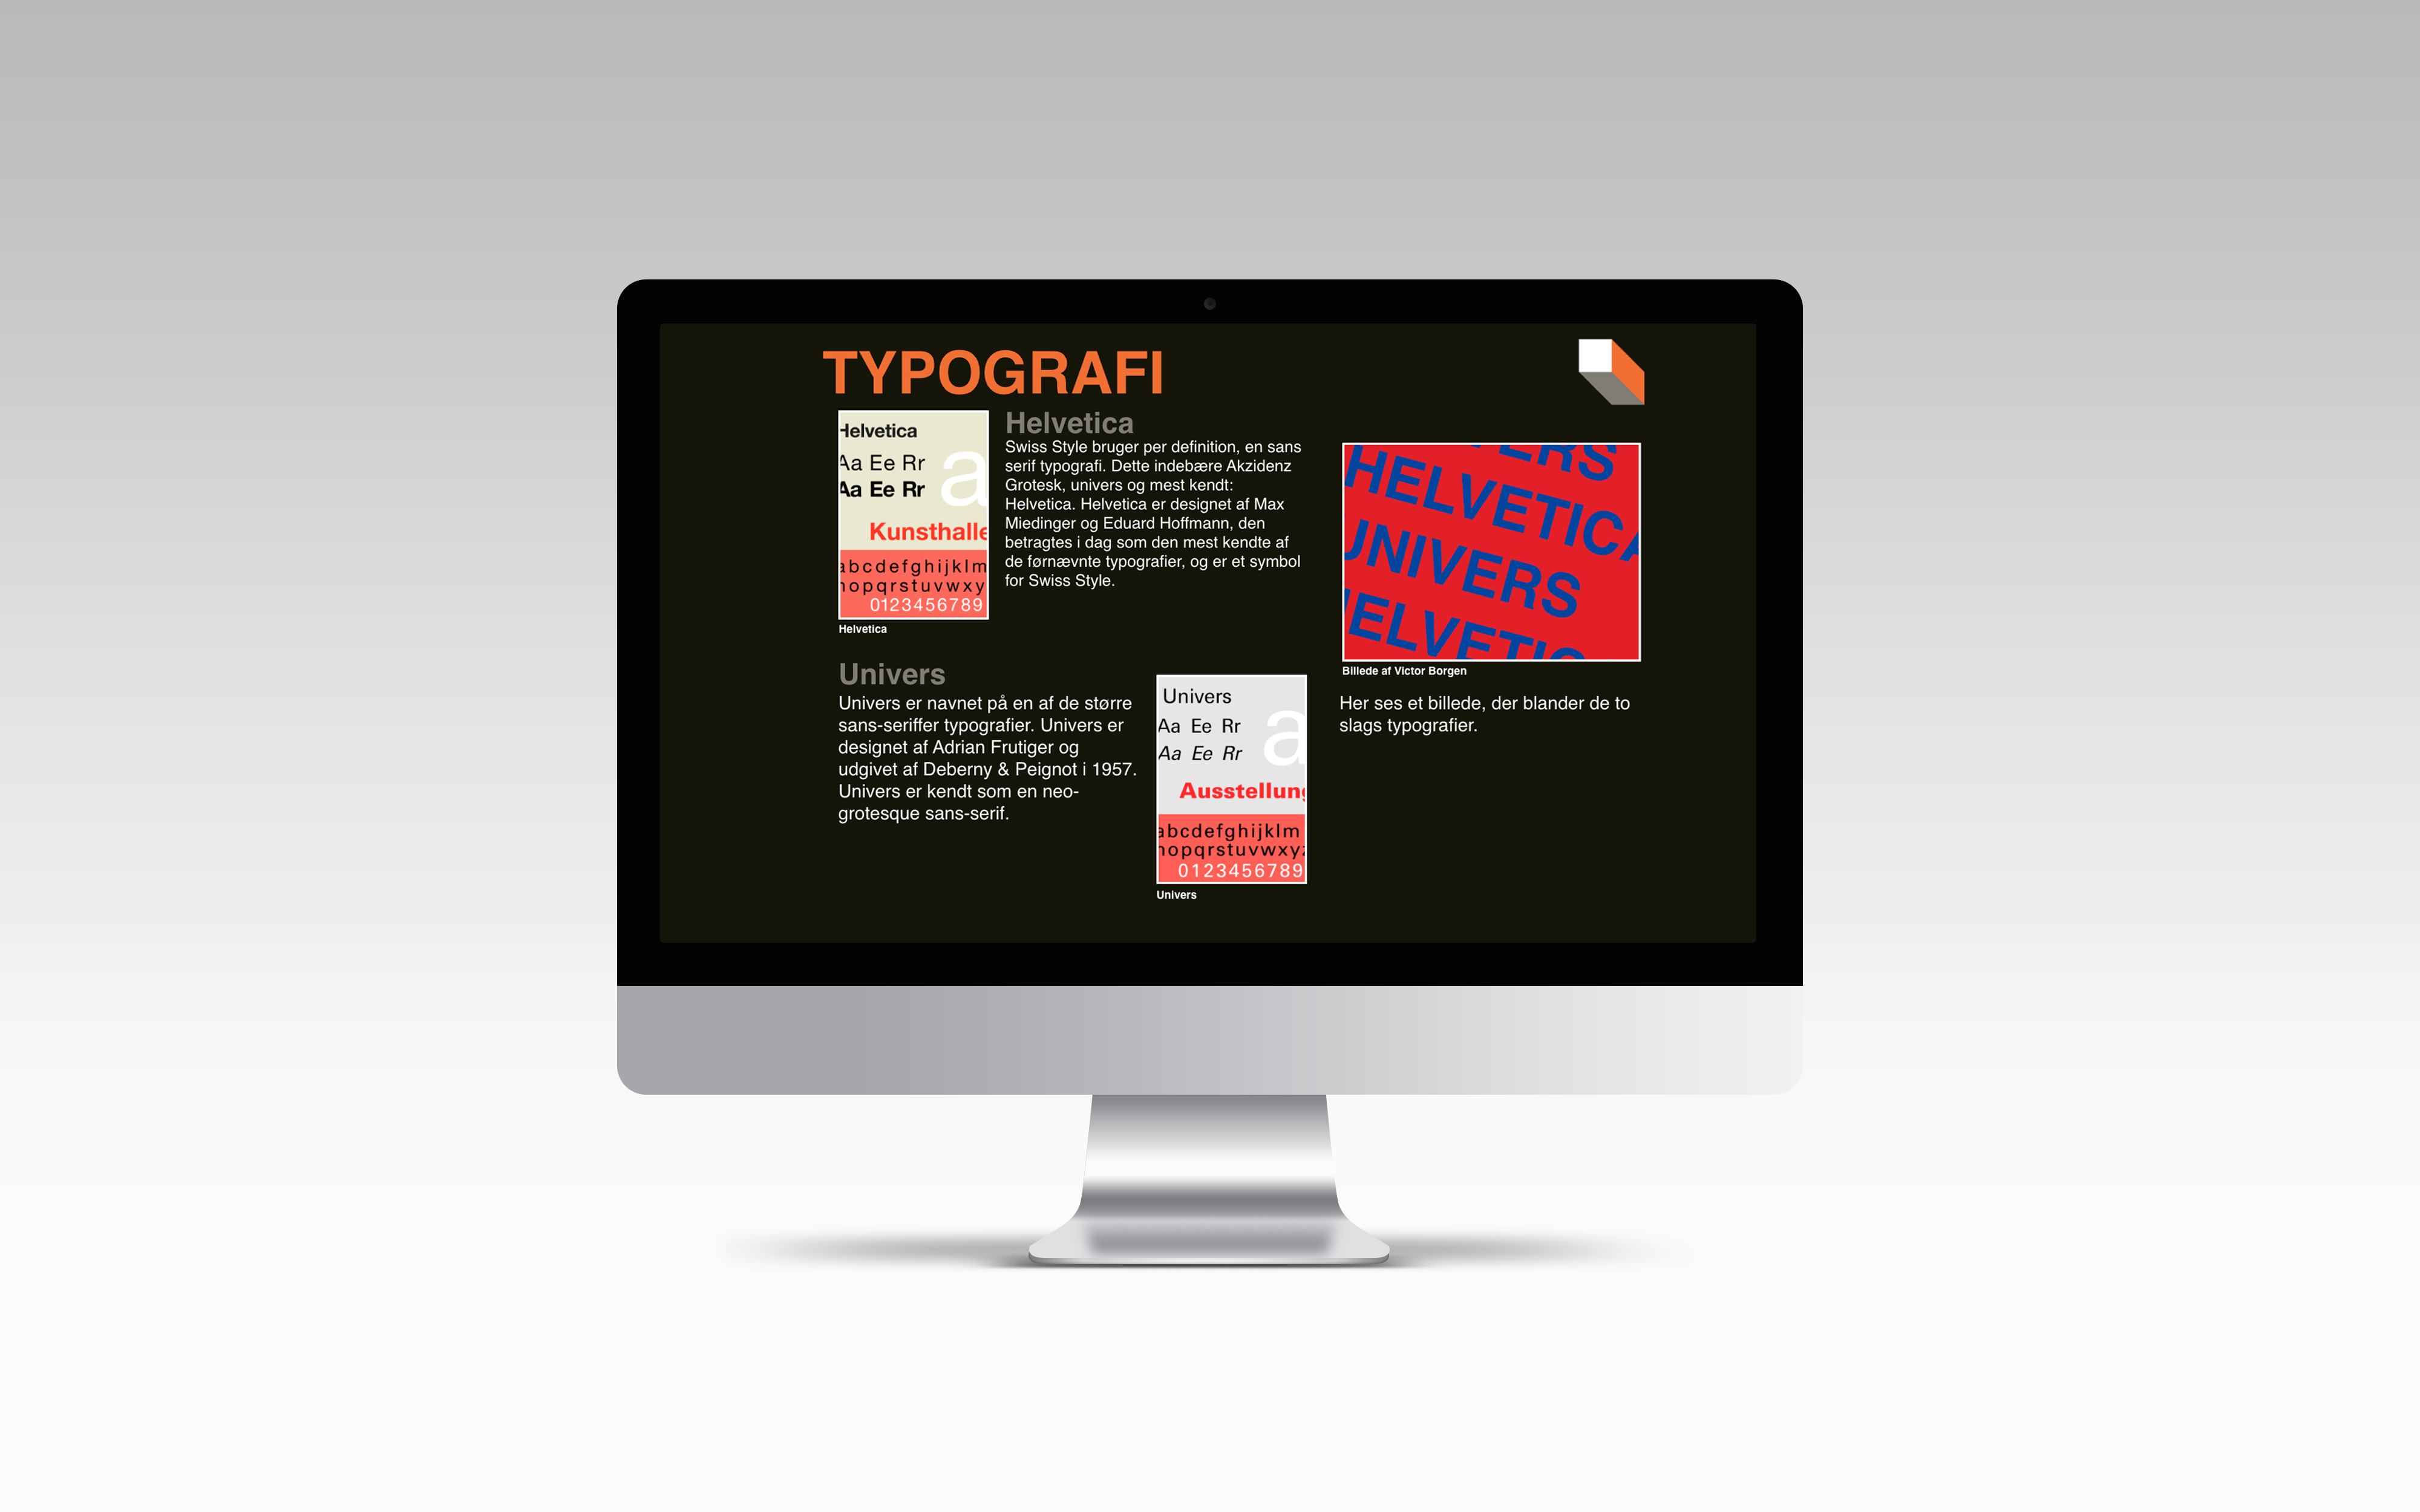 TYPOGRAFI
Helvetica
Aa Ee Rr
a
Aa Ee Rr
Kunsthalle
abcdefghijklm
nopqrstuvwxy
0123456789
Helvetica
Helvetica
Swiss Style bruger per definition, en sans
serif typografi. Dette indebære Akzidenz
Grotesk, univers og mest kendt:
Helvetica. Helvetica er designet af Max
Miedinger og Eduard Hoffmann, den
betragtes i dag som den mest kendte af
de førnævnte typografier, og er et symbol
for Swiss Style.
Univers
Univers er navnet på en af de større
sans-seriffer typografier. Univers er
designet af Adrian Frutiger og
udgivet af Deberny & Peignot i 1957.
Univers er kendt som en neo-
grotesque sans-serif.
Univers
Aa Ee Rr
a
Aa Ee Rr
Ausstellung
abcdefghijklm
nopqrstuvwxyz
0123456789
Univers
VERS
HELVETICA
UNIVERS
HELVETIC
Billede af Victor Borgen
Her ses et billede, der blander de to
slags typografier.